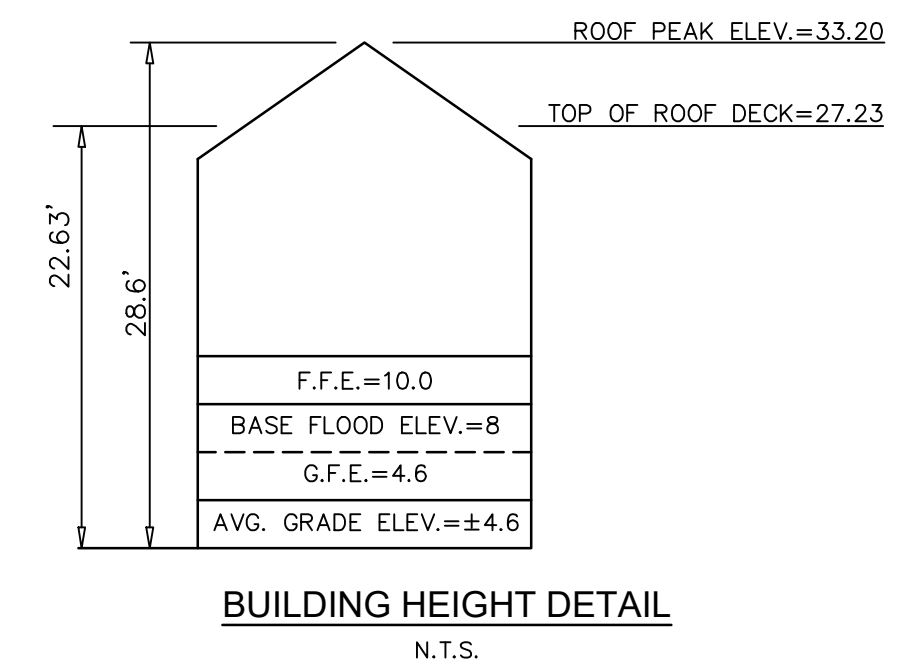 ROOF PEAK ELEV.=33.20
TOP OF ROOF DECK=27.23
22.63'
28.6'
F.F.E.=10.0
BASE FLOOD ELEV.=8
G.F.E.=4.6
AVG. GRADE ELEV.=±4.6
BUILDING HEIGHT DETAIL
N.T.S.